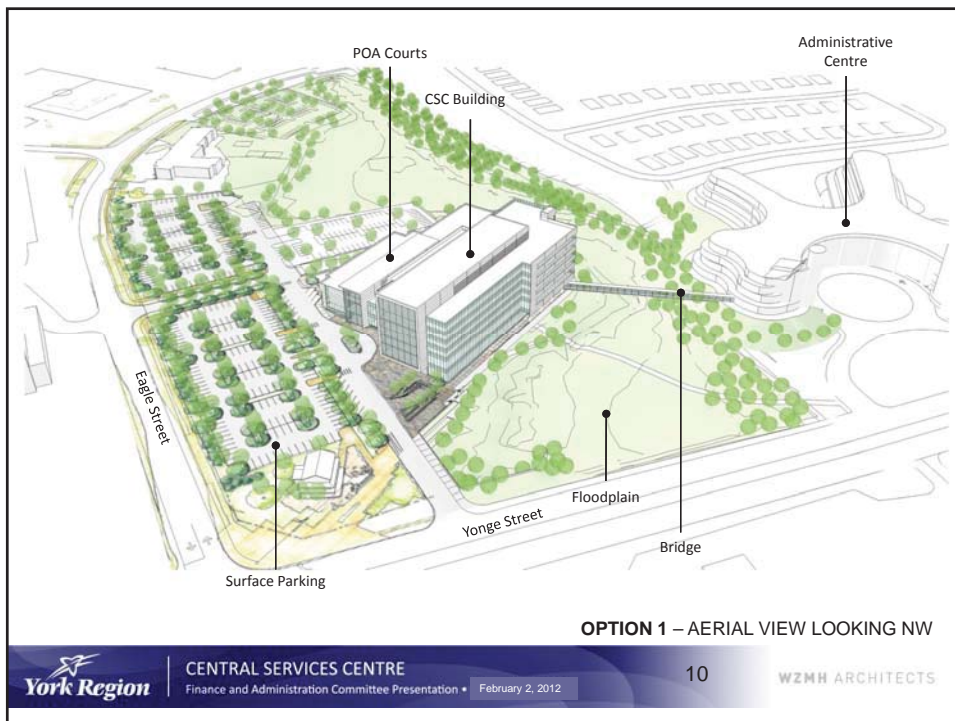 POA Courts
CSC Building
Administrative
Centre
Eagle Street
Yonge Street
Floodplain
Bridge
Surface Parking
OPTION 1 – AERIAL VIEW LOOKING NW
York Region
CENTRAL SERVICES CENTRE
Finance and Administration Committee Presentation • February 2, 2012
10
WZMH ARCHITECTS